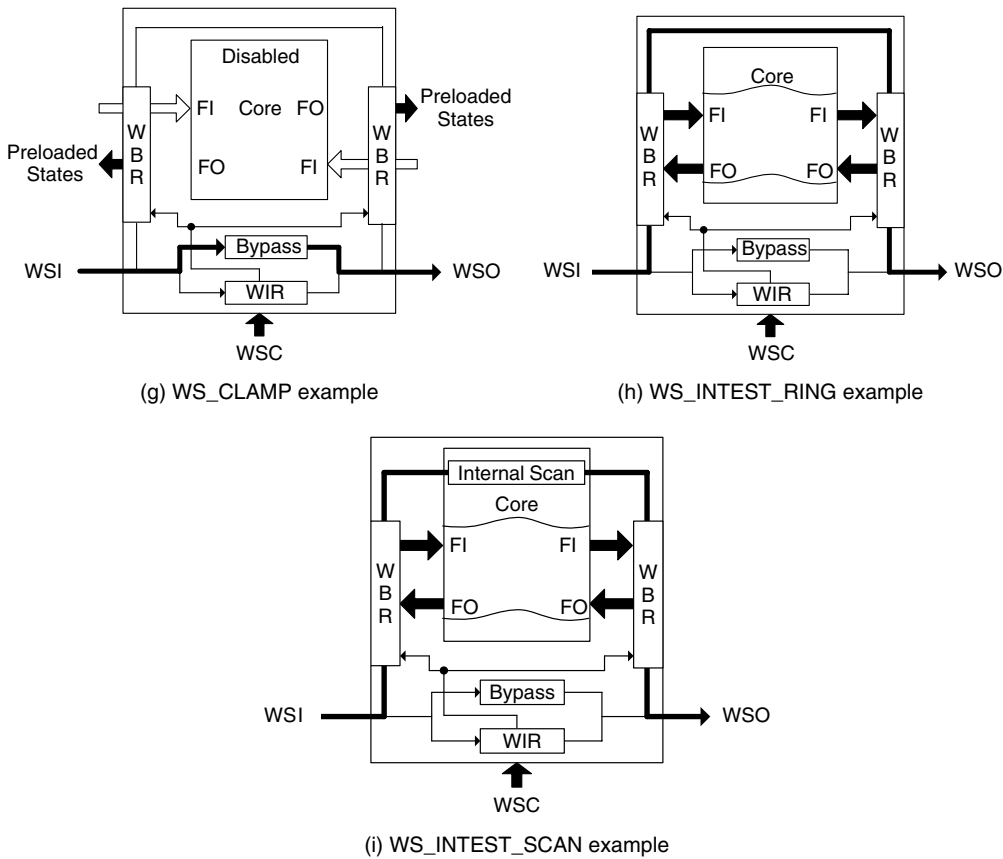 Disabled
FI Core FO
FO FI
W
B
R
W
B
R
Preloaded
States
Preloaded
States
Bypass
WIR
WSI
WSO
WSC
(g) WS_CLAMP example
Core
FI FI
FO FO
W
B
R
W
B
R
Bypass
WIR
WSI
WSO
WSC
(h) WS_INTEST_RING example
Internal Scan
Core
FI FI
FO FO
W
B
R
W
B
R
Bypass
WIR
WSI
WSO
WSC
(i) WS_INTEST_SCAN example